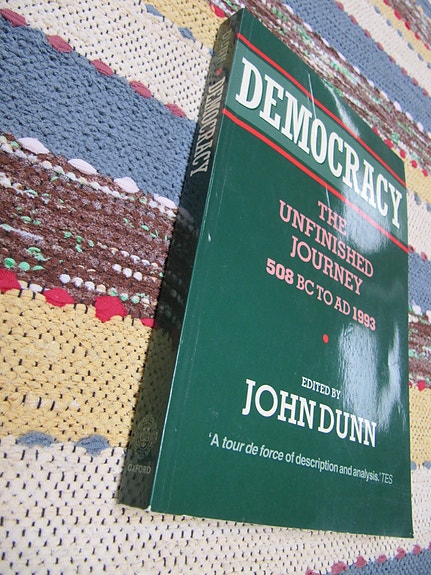 DEMOCRACY
THE
UNFINISHED
JOURNEY
508 BC TO AD 1993
EDITED BY
JOHN DUNN
‘A tour de force of description and analysis.’ TES
DEMOCRACY
OXFORD